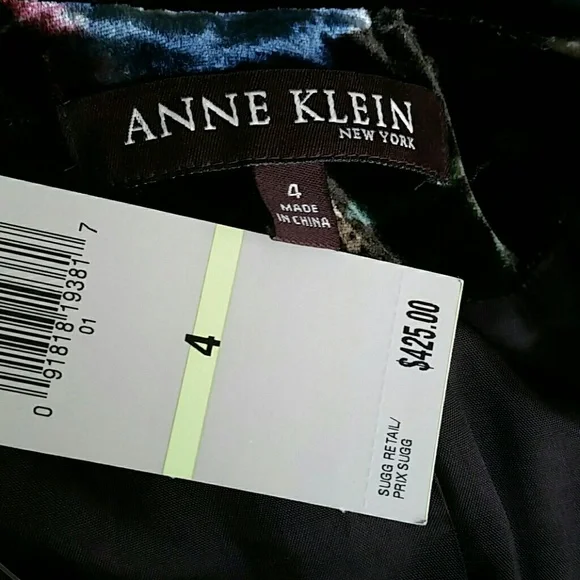 ANNE KLEIN
NEW YORK
4
MADE
IN CHINA
0 91818 19381 7
01
4
$425.00
SUGG RETAIL/
PRIX SUGG